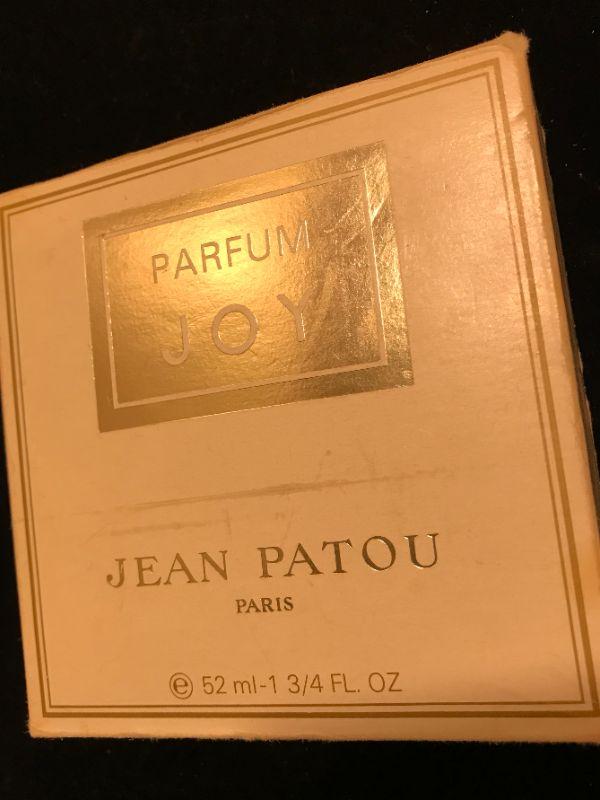 PARFUM
JOY
JEAN PATOU
PARIS
℮ 52 ml-1 3/4 FL. OZ